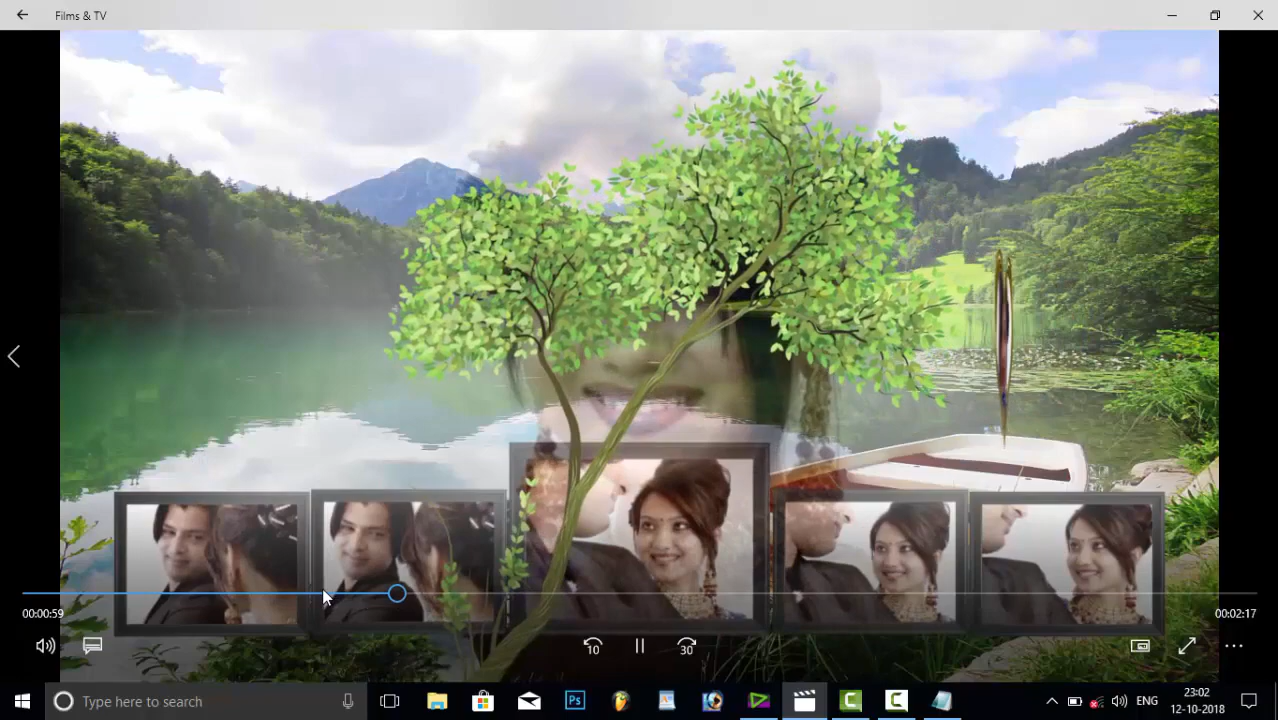 Films & TV
00:00:59
00:02:17
10
30
Type here to search
Ps
ENG
23:02
12-10-2018